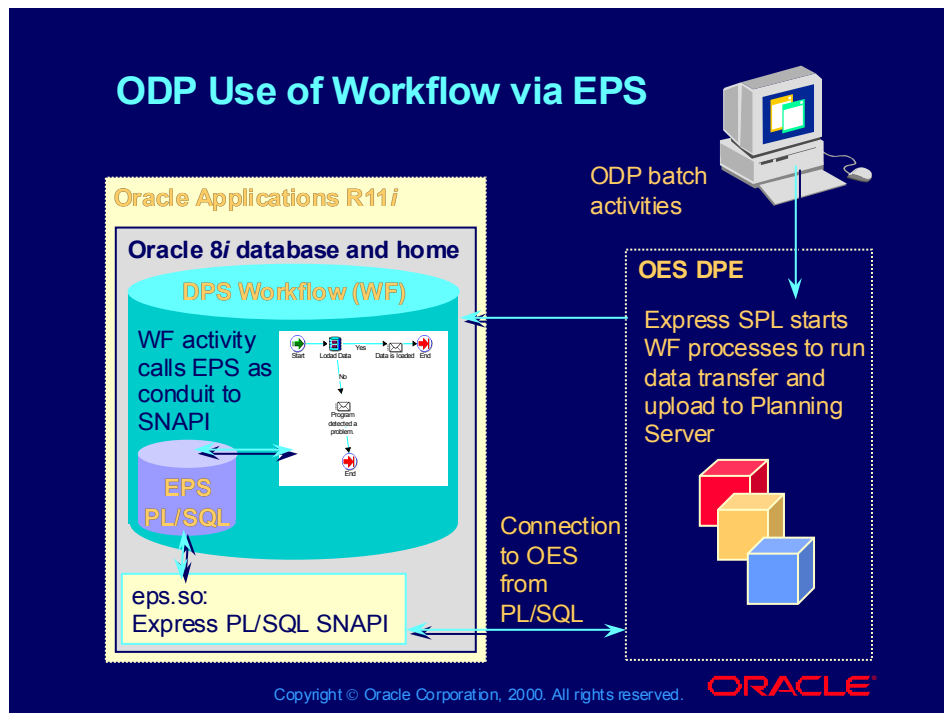 ODP Use of Workflow via EPS
ODP batch
activities
Oracle Applications R11i
Oracle 8i database and home
DPS Workflow (WF)
WF activity
calls EPS as
conduit to
SNAPI
Start
Lodad Data
Yes
Data is loaded
End
No
Program
detected a
problem.
End
EPS
PL/SQL
eps.so:
Express PL/SQL SNAPI
Connection
to OES
from
PL/SQL
OES DPE
Express SPL starts
WF processes to run
data transfer and
upload to Planning
Server
Copyright © Oracle Corporation, 2000. All rights reserved.
ORACLE®